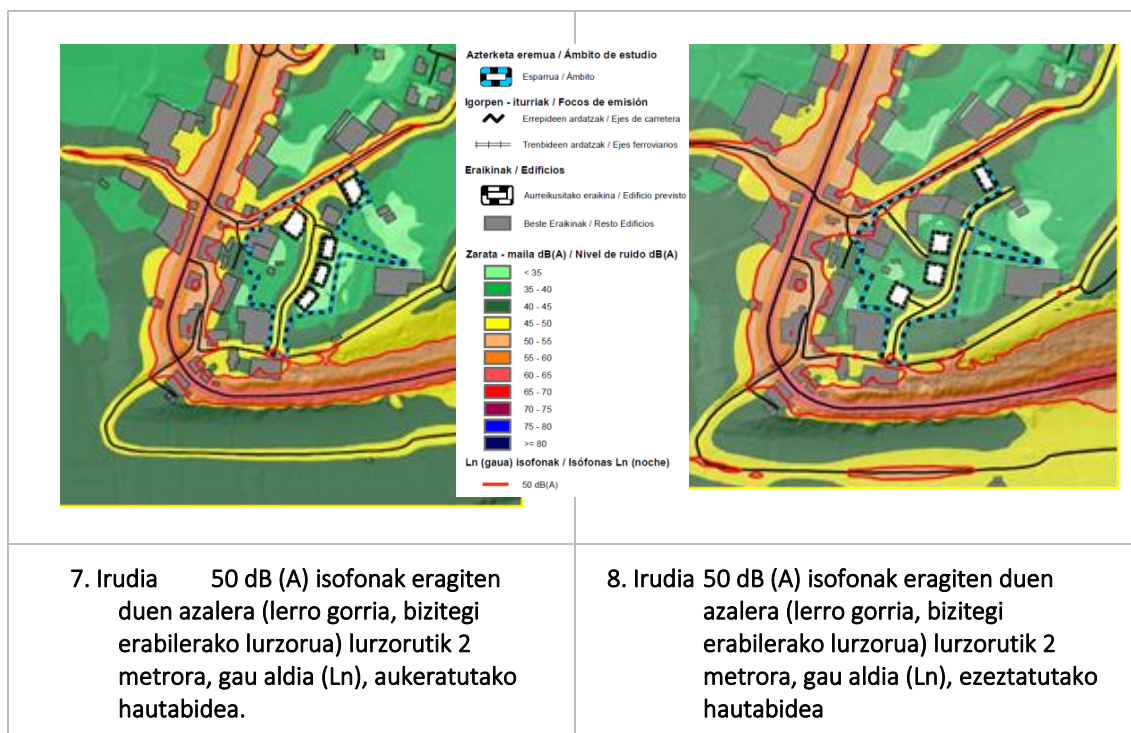 Azterketa eremua / Ámbito de estudio
Esparrua / Ámbito
Igorpen - iturriak / Focos de emisión
Errepideen ardatzak / Ejes de carretera
Trenbideen ardatzak / Ejes ferroviarios
Eraikinak / Edificios
Aurreikusitako eraikina / Edificio previsto
Beste Eraikinak / Resto Edificios
Zarata - maila dB(A) / Nivel de ruido dB(A)
< 35
35 - 40
40 - 45
45 - 50
50 - 55
55 - 60
60 - 65
65 - 70
70 - 75
75 - 80
>= 80
Ln (gaua) isofonak / Isófonas Ln (noche)
50 dB(A)
7. Irudia 50 dB (A) isofonak eragiten
duen azalera (lerro gorria, bizitegi
erabilerako lurzorua) lurzorutik 2
metrora, gau aldia (Ln), aukeratutako
hautabidea.
8. Irudia 50 dB (A) isofonak eragiten duen
azalera (lerro gorria, bizitegi
erabilerako lurzorua) lurzorutik 2
metrora, gau aldia (Ln), ezeztatutako
hautabidea